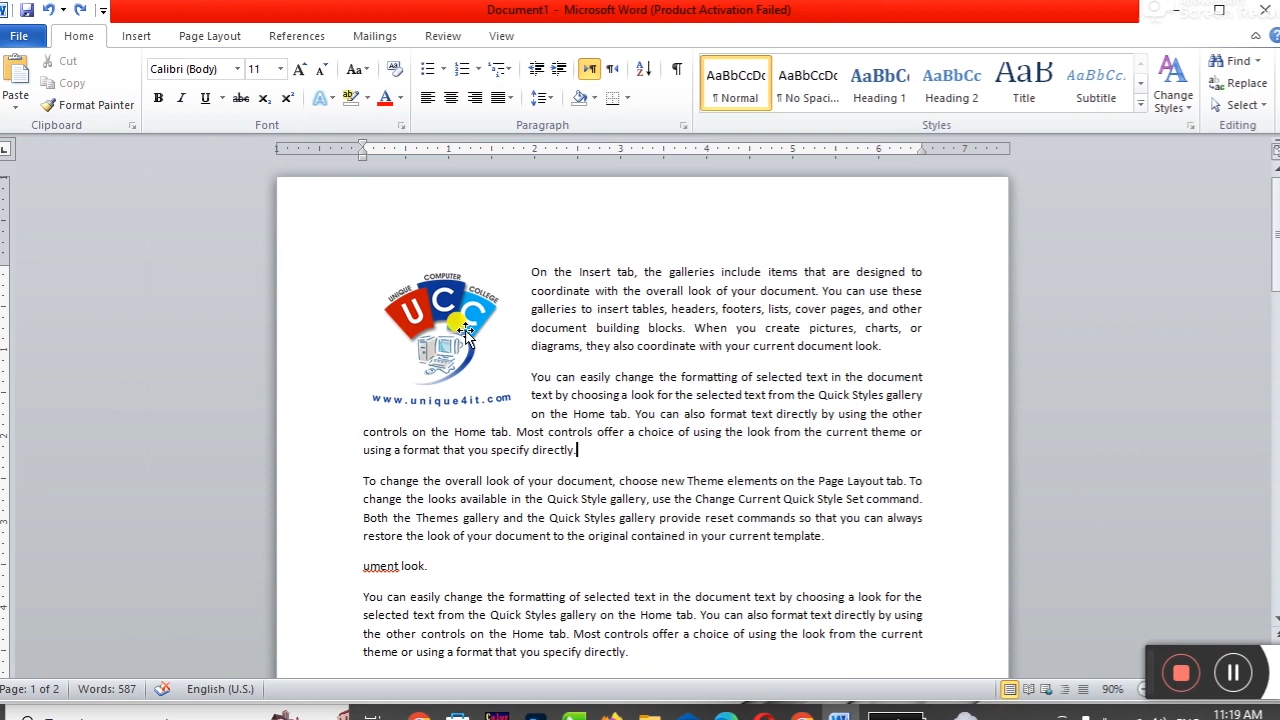 Document1 - Microsoft Word (Product Activation Failed)
File Home Insert Page Layout References Mailings Review View
Paste
Cut
Copy
Format Painter
Calibri (Body) 11
AaBbCcDc AaBbCcDc AaBbC AaBbCc AaB AaBbCc.
¶ Normal ¶ No Spaci... Heading 1 Heading 2 Title Subtitle
Change Styles
Find
Replace
Select
Clipboard Font Paragraph Styles Editing
1 1 2 3 4 5 6 7
UNIQUE COMPUTER COLLEGE
UCC
www.unique4it.com
On the Insert tab, the galleries include items that are designed to
coordinate with the overall look of your document. You can use these
galleries to insert tables, headers, footers, lists, cover pages, and other
document building blocks. When you create pictures, charts, or
diagrams, they also coordinate with your current document look.
You can easily change the formatting of selected text in the document
text by choosing a look for the selected text from the Quick Styles gallery
on the Home tab. You can also format text directly by using the other
controls on the Home tab. Most controls offer a choice of using the look from the current theme or
using a format that you specify directly.
To change the overall look of your document, choose new Theme elements on the Page Layout tab. To
change the looks available in the Quick Style gallery, use the Change Current Quick Style Set command.
Both the Themes gallery and the Quick Styles gallery provide reset commands so that you can always
restore the look of your document to the original contained in your current template.
ument look.
You can easily change the formatting of selected text in the document text by choosing a look for the
selected text from the Quick Styles gallery on the Home tab. You can also format text directly by using
the other controls on the Home tab. Most controls offer a choice of using the look from the current
theme or using a format that you specify directly.
Page: 1 of 2 Words: 587 English (U.S.) 90%
11:19 AM